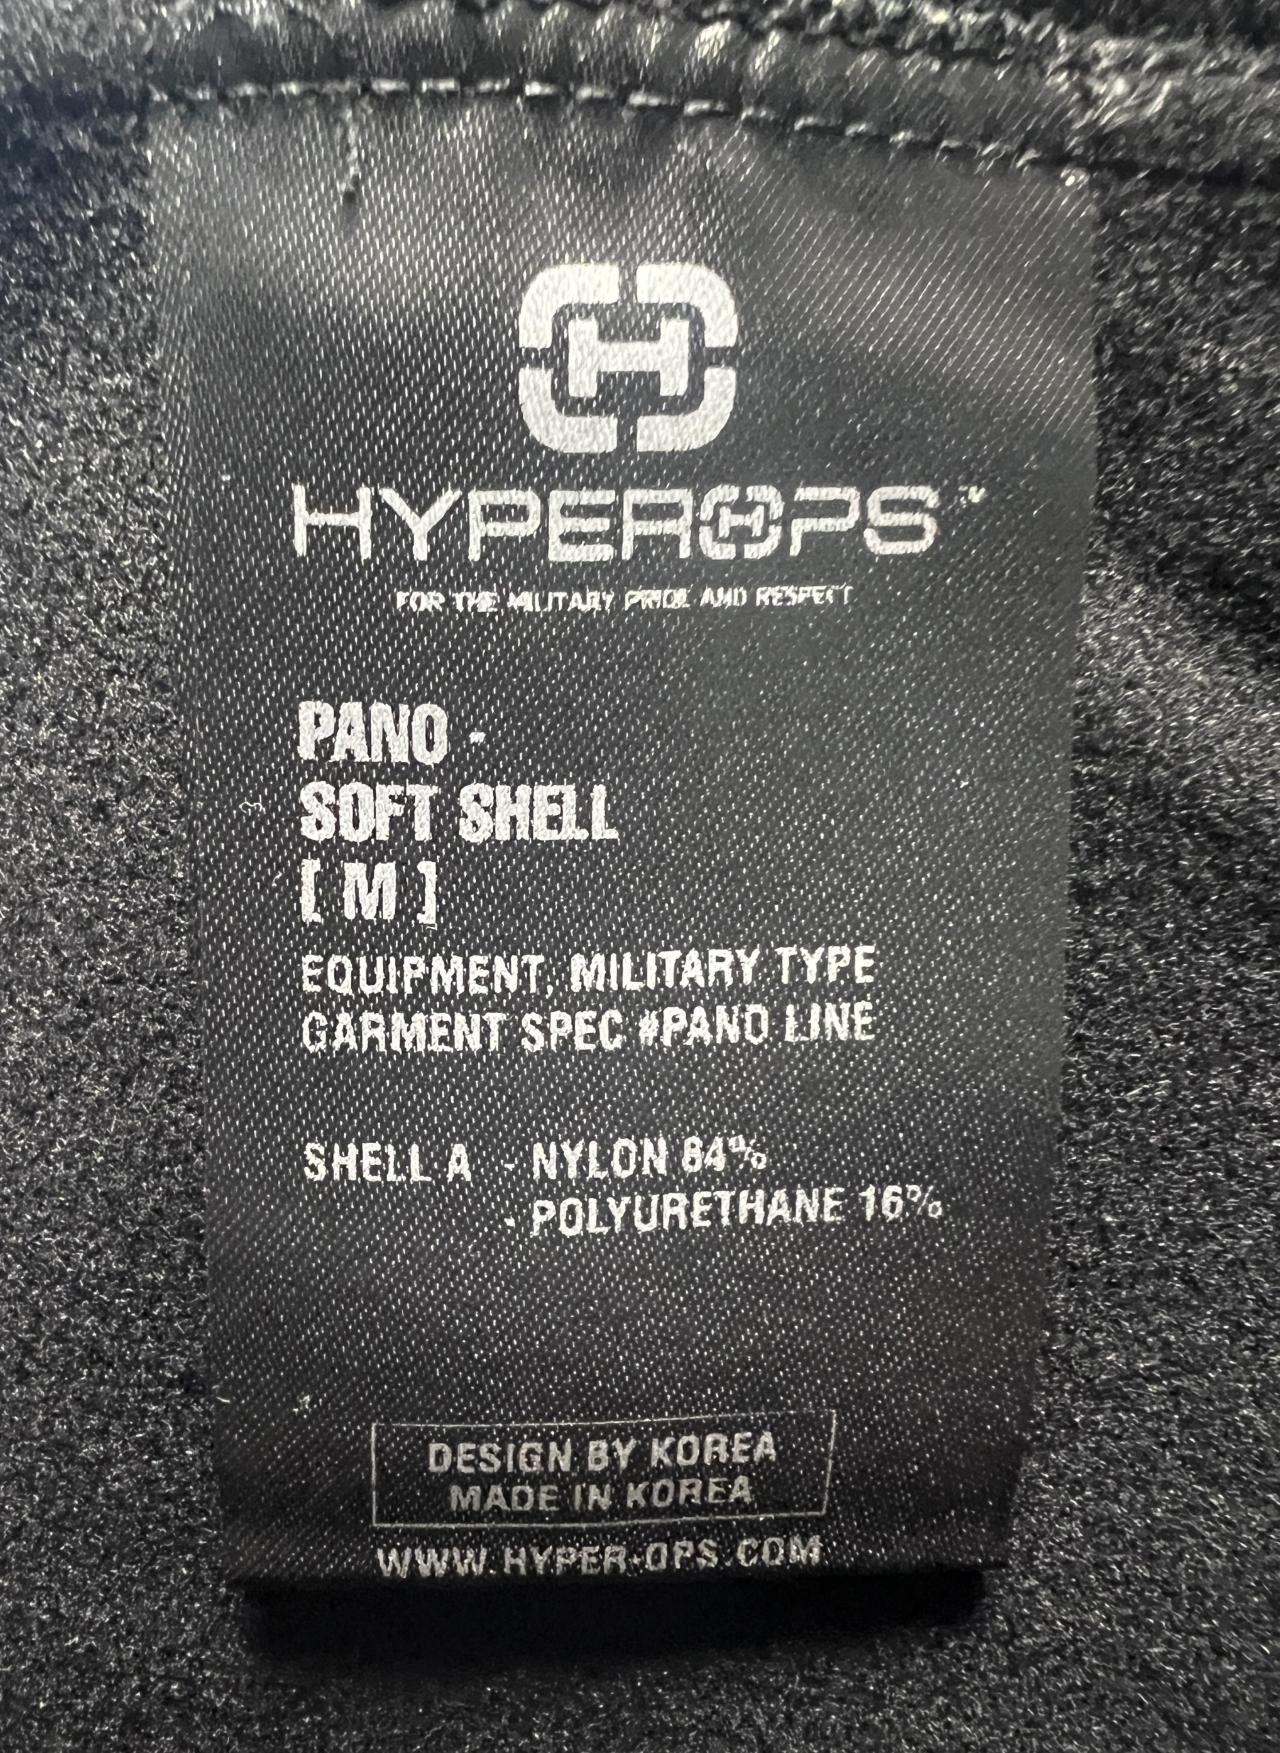 H
HYPEROPS™
FOR THE MILITARY PRIDE AND RESPECT
PANO -
SOFT SHELL
[ M ]
EQUIPMENT, MILITARY TYPE
GARMENT SPEC #PANO LINE
SHELL A - NYLON 84%
- POLYURETHANE 16%
DESIGN BY KOREA
MADE IN KOREA
WWW.HYPER-OPS.COM